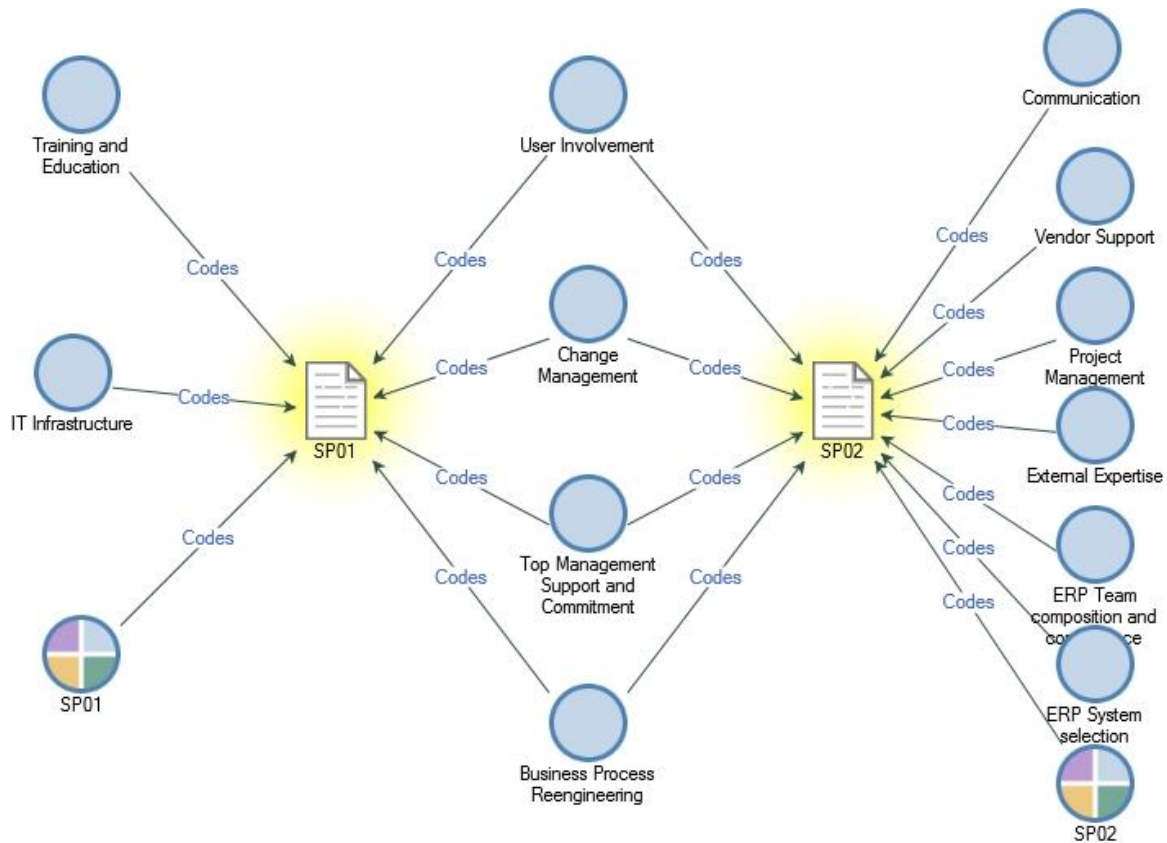 Training and
Education
User Involvement
Communication
Vendor Support
Codes
Codes
Codes
Codes
Codes
Change
Management
Codes
Codes
Codes
Project
Management
IT Infrastructure
Codes
SP01
SP02
Codes
External Expertise
Codes
Codes
Codes
Codes
Codes
Top Management
Support and
Commitment
Codes
Codes
Codes
ERP Team
composition and
Codes
SP01
ERP System
selection
Business Process
Reengineering
SP02